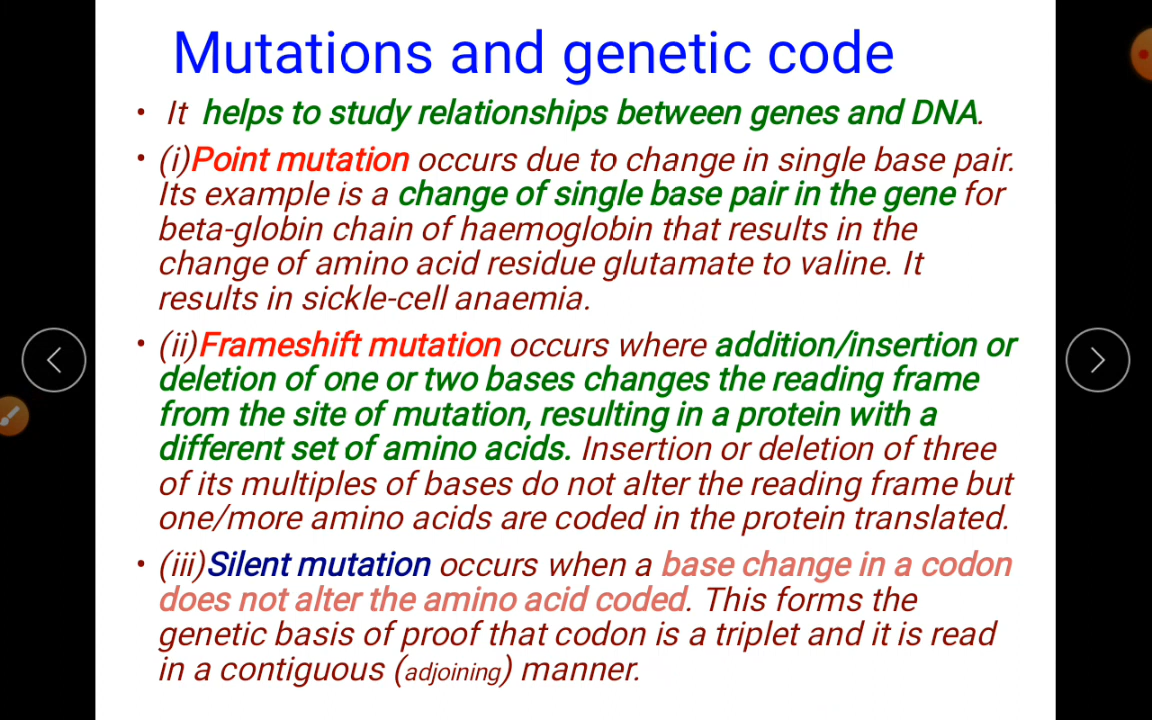 Mutations and genetic code
• It helps to study relationships between genes and DNA.
• (i)Point mutation occurs due to change in single base pair.
Its example is a change of single base pair in the gene for
beta-globin chain of haemoglobin that results in the
change of amino acid residue glutamate to valine. It
results in sickle-cell anaemia.
• (ii)Frameshift mutation occurs where addition/insertion or
deletion of one or two bases changes the reading frame
from the site of mutation, resulting in a protein with a
different set of amino acids. Insertion or deletion of three
of its multiples of bases do not alter the reading frame but
one/more amino acids are coded in the protein translated.
• (iii)Silent mutation occurs when a base change in a codon
does not alter the amino acid coded. This forms the
genetic basis of proof that codon is a triplet and it is read
in a contiguous (adjoining) manner.